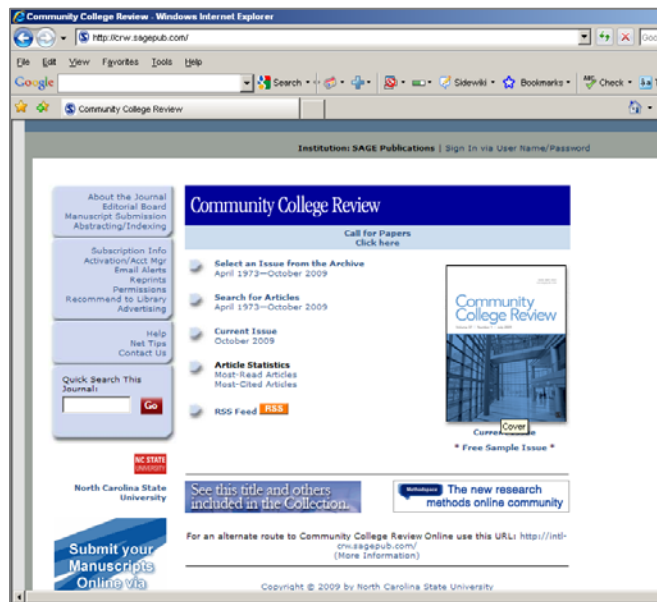 Community College Review - Windows Internet Explorer
http://crw.sagepub.com/
Goo
File Edit View Favorites Tools Help
Google
Search
Sidewiki
Bookmarks
Check
Community College Review
Institution: SAGE Publications | Sign In via User Name/Password
About the Journal
Editorial Board
Manuscript Submission
Abstracting/Indexing
Subscription Info
Activation/Acct Mgr
Email Alerts
Reprints
Permissions
Recommend to Library
Advertising
Help
Net Tips
Contact Us
Quick Search This
Journal:
Go
NC STATE
UNIVERSITY
North Carolina State
University
Submit your
Manuscripts
Online via
Community College Review
Call for Papers
Click here
Select an Issue from the Archive
April 1973—October 2009
Search for Articles
April 1973—October 2009
Current Issue
October 2009
Article Statistics
Most-Read Articles
Most-Cited Articles
RSS Feed RSS
Community
College Review
Cover
* Free Sample Issue *
See this title and others
included in the Collection.
Methodspace
The new research
methods online community
For an alternate route to Community College Review Online use this URL: http://intl-
crw.sagepub.com/
(More Information)
Copyright © 2009 by North Carolina State University